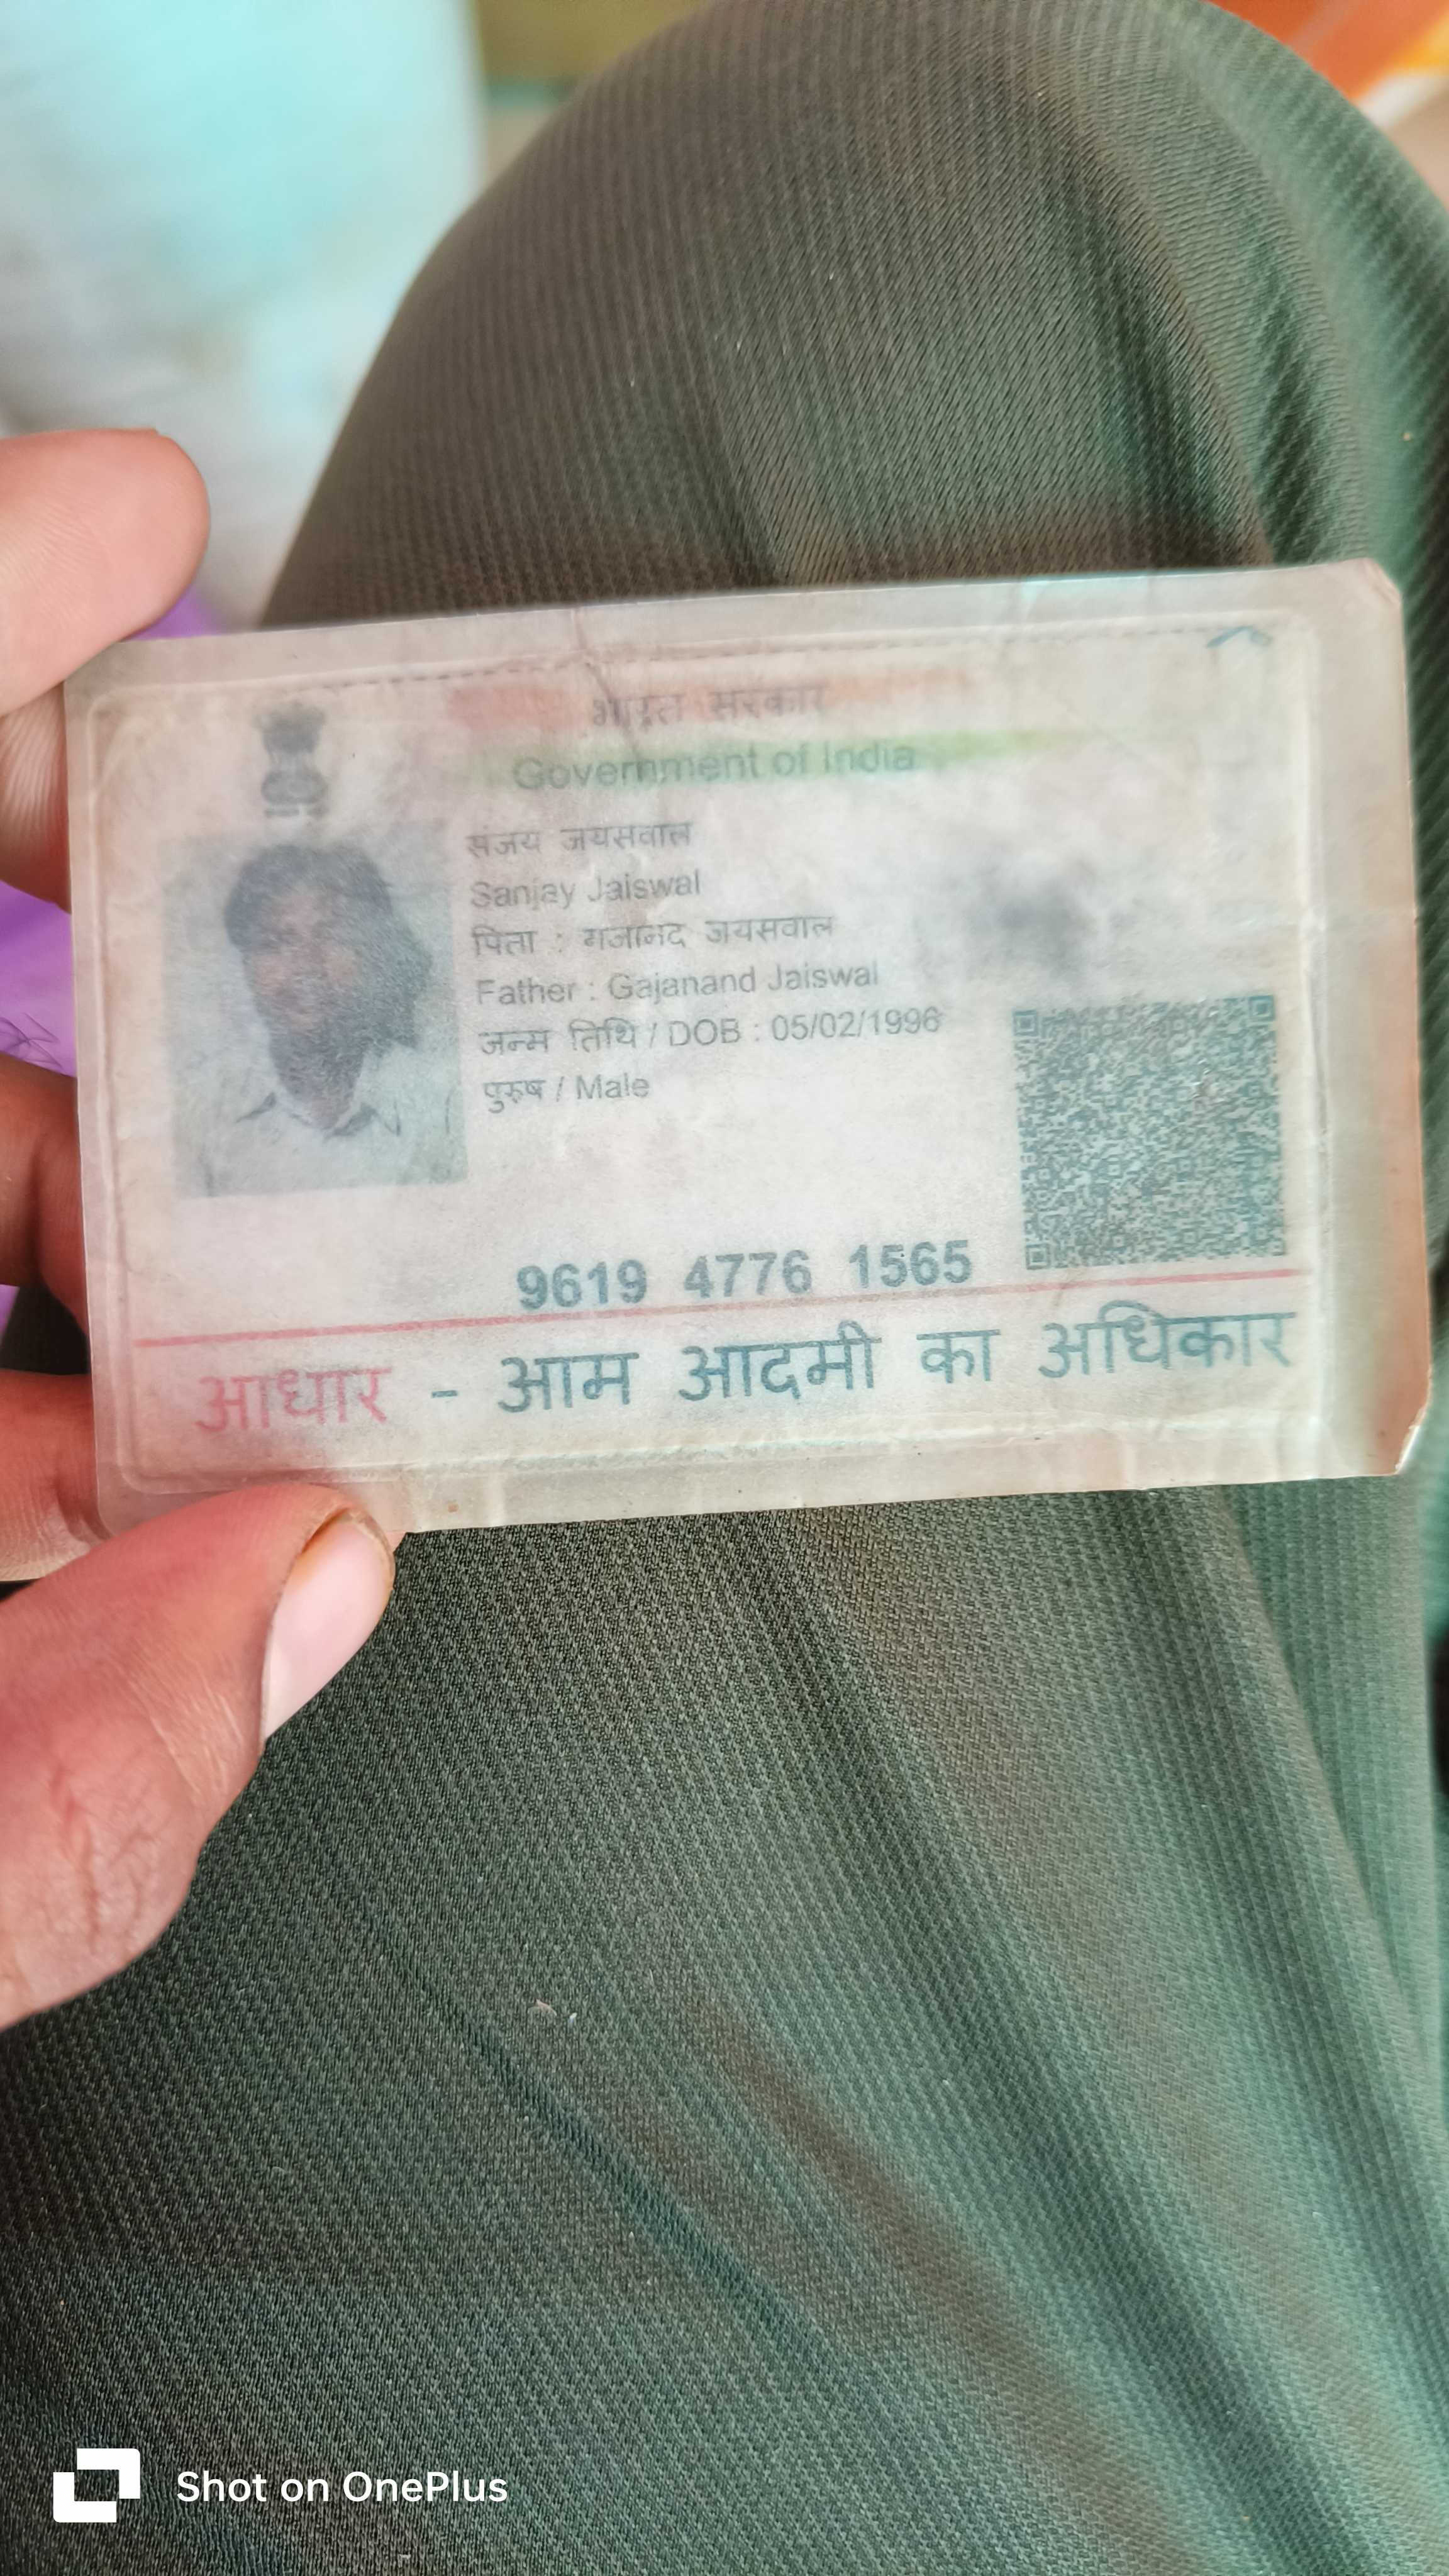 भारत सरकार
Government of India
संजय जयसवाल
Sanjay Jaiswal
पिता : गजानंद जयसवाल
Father : Gajanand Jaiswal
जन्म तिथि / DOB : 05/02/1996
पुरुष / Male
9619 4776 1565
आधार - आम आदमी का अधिकार
Shot on OnePlus